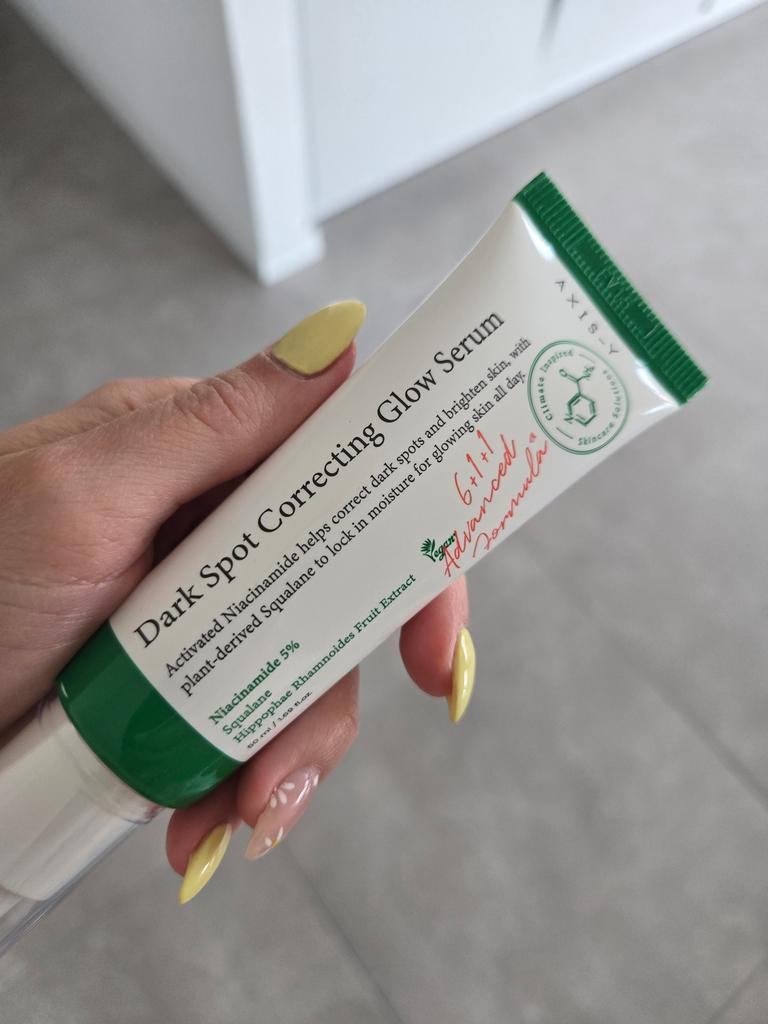 AXIS-Y
Climate Inspired
Skincare Solutions
Dark Spot Correcting Glow Serum
Activated Niacinamide helps correct dark spots and brighten skin, with
plant-derived Squalane to lock in moisture for glowing skin all day.
6+1+1
Advanced
Formula
Vegan
Niacinamide 5%
Squalane
Hippophae Rhamnoides Fruit Extract
50 ml / 1.69 fl.oz